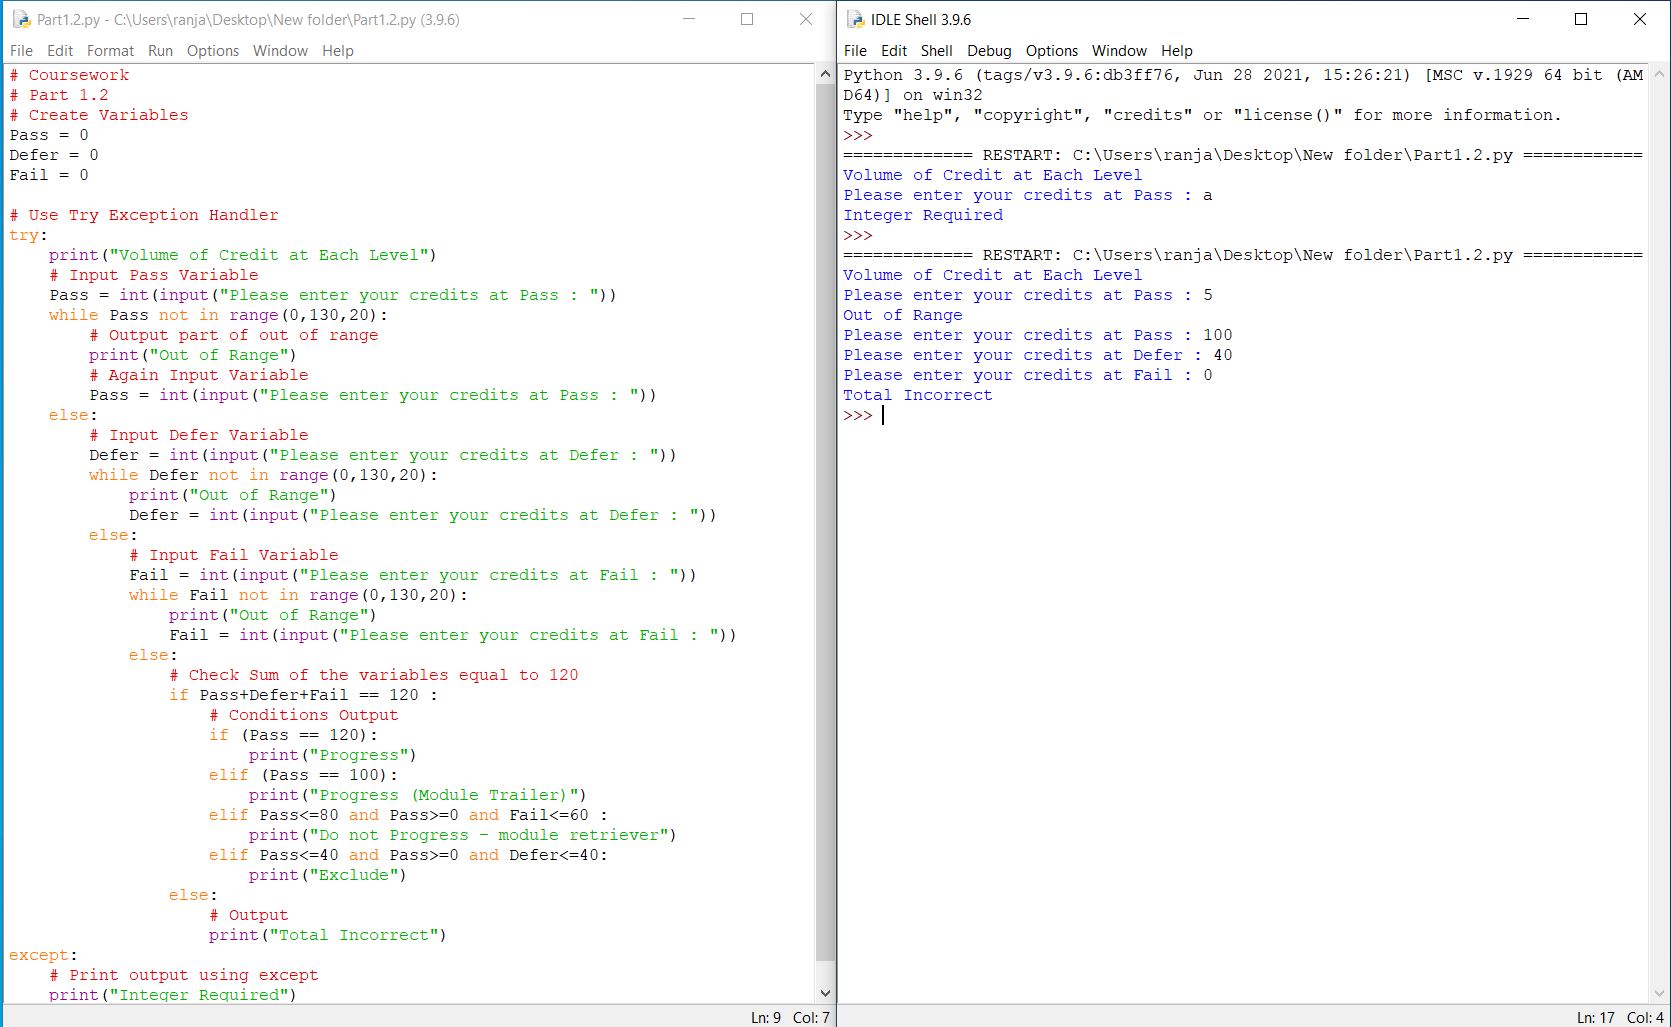 Part1.2.py - C:\Users\ranja\Desktop\New folder\Part1.2.py (3.9.6)
File Edit Format Run Options Window Help
# Coursework
# Part 1.2
# Create Variables
Pass = 0
Defer = 0
Fail = 0

# Use Try Exception Handler
try:
    print("Volume of Credit at Each Level")
    # Input Pass Variable
    Pass = int(input("Please enter your credits at Pass : "))
    while Pass not in range(0,130,20):
        # Output part of out of range
        print("Out of Range")
        # Again Input Variable
        Pass = int(input("Please enter your credits at Pass : "))
    else:
        # Input Defer Variable
        Defer = int(input("Please enter your credits at Defer : "))
        while Defer not in range(0,130,20):
            print("Out of Range")
            Defer = int(input("Please enter your credits at Defer : "))
        else:
            # Input Fail Variable
            Fail = int(input("Please enter your credits at Fail : "))
            while Fail not in range(0,130,20):
                print("Out of Range")
                Fail = int(input("Please enter your credits at Fail : "))
            else:
                # Check Sum of the variables equal to 120
                if Pass+Defer+Fail == 120 :
                    # Conditions Output
                    if (Pass == 120):
                        print("Progress")
                    elif (Pass == 100):
                        print("Progress (Module Trailer)")
                    elif Pass<=80 and Pass>=0 and Fail<=60 :
                        print("Do not Progress – module retriever")
                    elif Pass<=40 and Pass>=0 and Defer<=40:
                        print("Exclude")
                else:
                    # Output
                    print("Total Incorrect")
except:
    # Print output using except
    print("Integer Required")
Ln: 9 Col: 7
IDLE Shell 3.9.6
File Edit Shell Debug Options Window Help
Python 3.9.6 (tags/v3.9.6:db3ff76, Jun 28 2021, 15:26:21) [MSC v.1929 64 bit (AM
D64)] on win32
Type "help", "copyright", "credits" or "license()" for more information.
>>>
============= RESTART: C:\Users\ranja\Desktop\New folder\Part1.2.py ============
Volume of Credit at Each Level
Please enter your credits at Pass : a
Integer Required
>>>
============= RESTART: C:\Users\ranja\Desktop\New folder\Part1.2.py ============
Volume of Credit at Each Level
Please enter your credits at Pass : 5
Out of Range
Please enter your credits at Pass : 100
Please enter your credits at Defer : 40
Please enter your credits at Fail : 0
Total Incorrect
>>>
Ln: 17 Col: 4